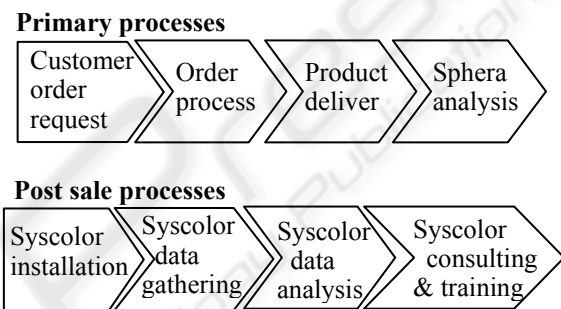 Primary processes
Customer order request
Order process
Product deliver
Sphera analysis
Post sale processes
Syscolor installation
Syscolor data gathering
Syscolor data analysis
Syscolor consulting & training